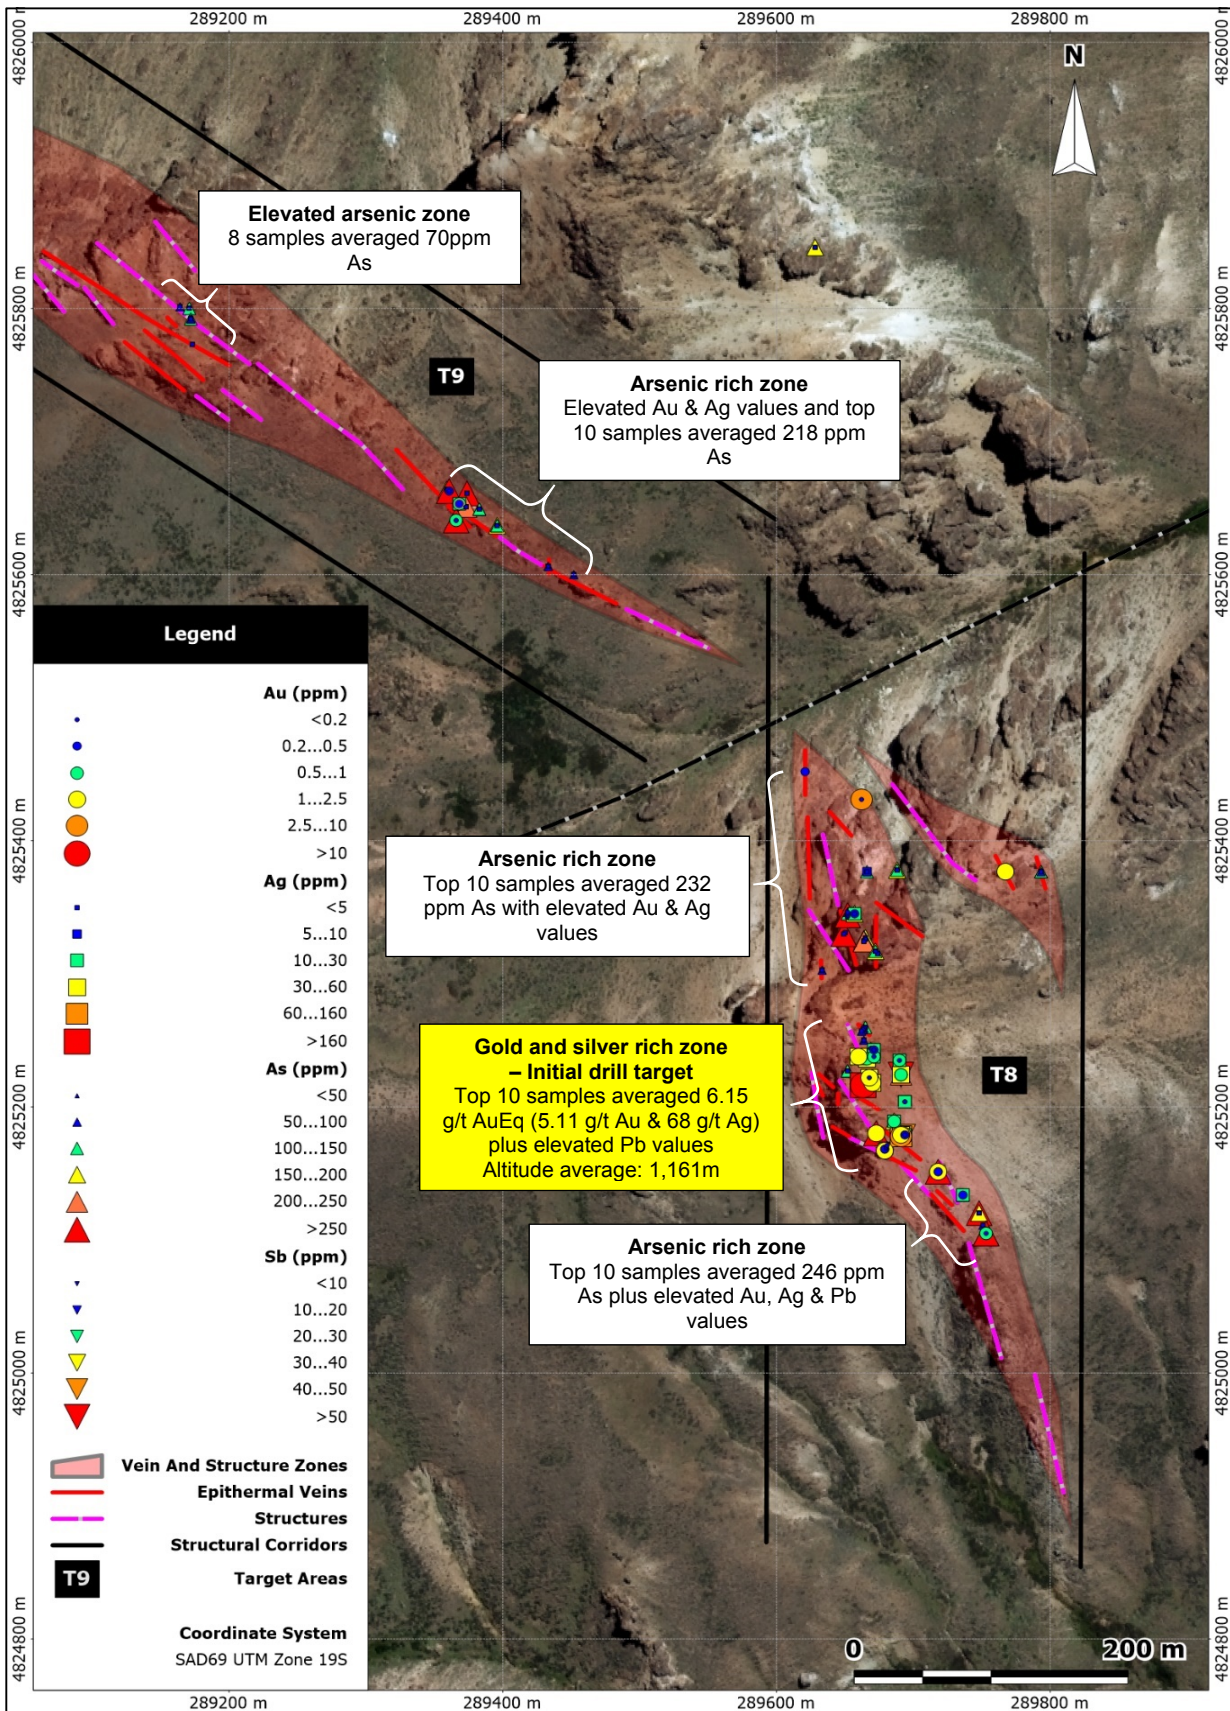 289200 m
289400 m
289600 m
289800 m
4826000 m
4826000 m
N
Elevated arsenic zone
8 samples averaged 70ppm
As
4825800 m
4825800 m
T9
Arsenic rich zone
Elevated Au & Ag values and top
10 samples averaged 218 ppm
As
4825600 m
4825600 m
Legend
Au (ppm)
<0.2
0.2...0.5
0.5...1
1...2.5
2.5...10
>10
Ag (ppm)
<5
5...10
10...30
30...60
60...160
>160
As (ppm)
<50
50...100
100...150
150...200
200...250
>250
Sb (ppm)
<10
10...20
20...30
30...40
40...50
>50
Vein And Structure Zones
Epithermal Veins
Structures
Structural Corridors
T9
Target Areas
Coordinate System
SAD69 UTM Zone 19S
4825400 m
4825400 m
Arsenic rich zone
Top 10 samples averaged 232
ppm As with elevated Au & Ag
values
Gold and silver rich zone
– Initial drill target
Top 10 samples averaged 6.15
g/t AuEq (5.11 g/t Au & 68 g/t Ag)
plus elevated Pb values
Altitude average: 1,161m
T8
4825200 m
4825200 m
Arsenic rich zone
Top 10 samples averaged 246 ppm
As plus elevated Au, Ag & Pb
values
4825000 m
4825000 m
4824800 m
4824800 m
0
200 m
289200 m
289400 m
289600 m
289800 m